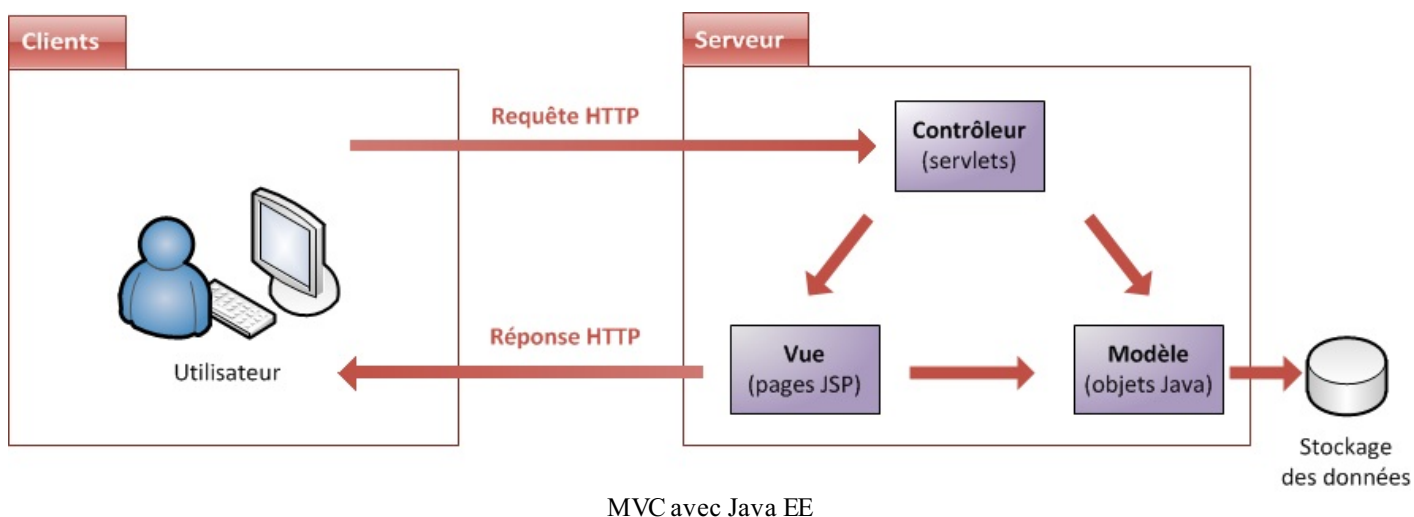 Clients
Serveur
Requête HTTP
Contrôleur
(servlets)
Réponse HTTP
Utilisateur
Vue
(pages JSP)
Modèle
(objets Java)
Stockage
des données
MVC avec Java EE